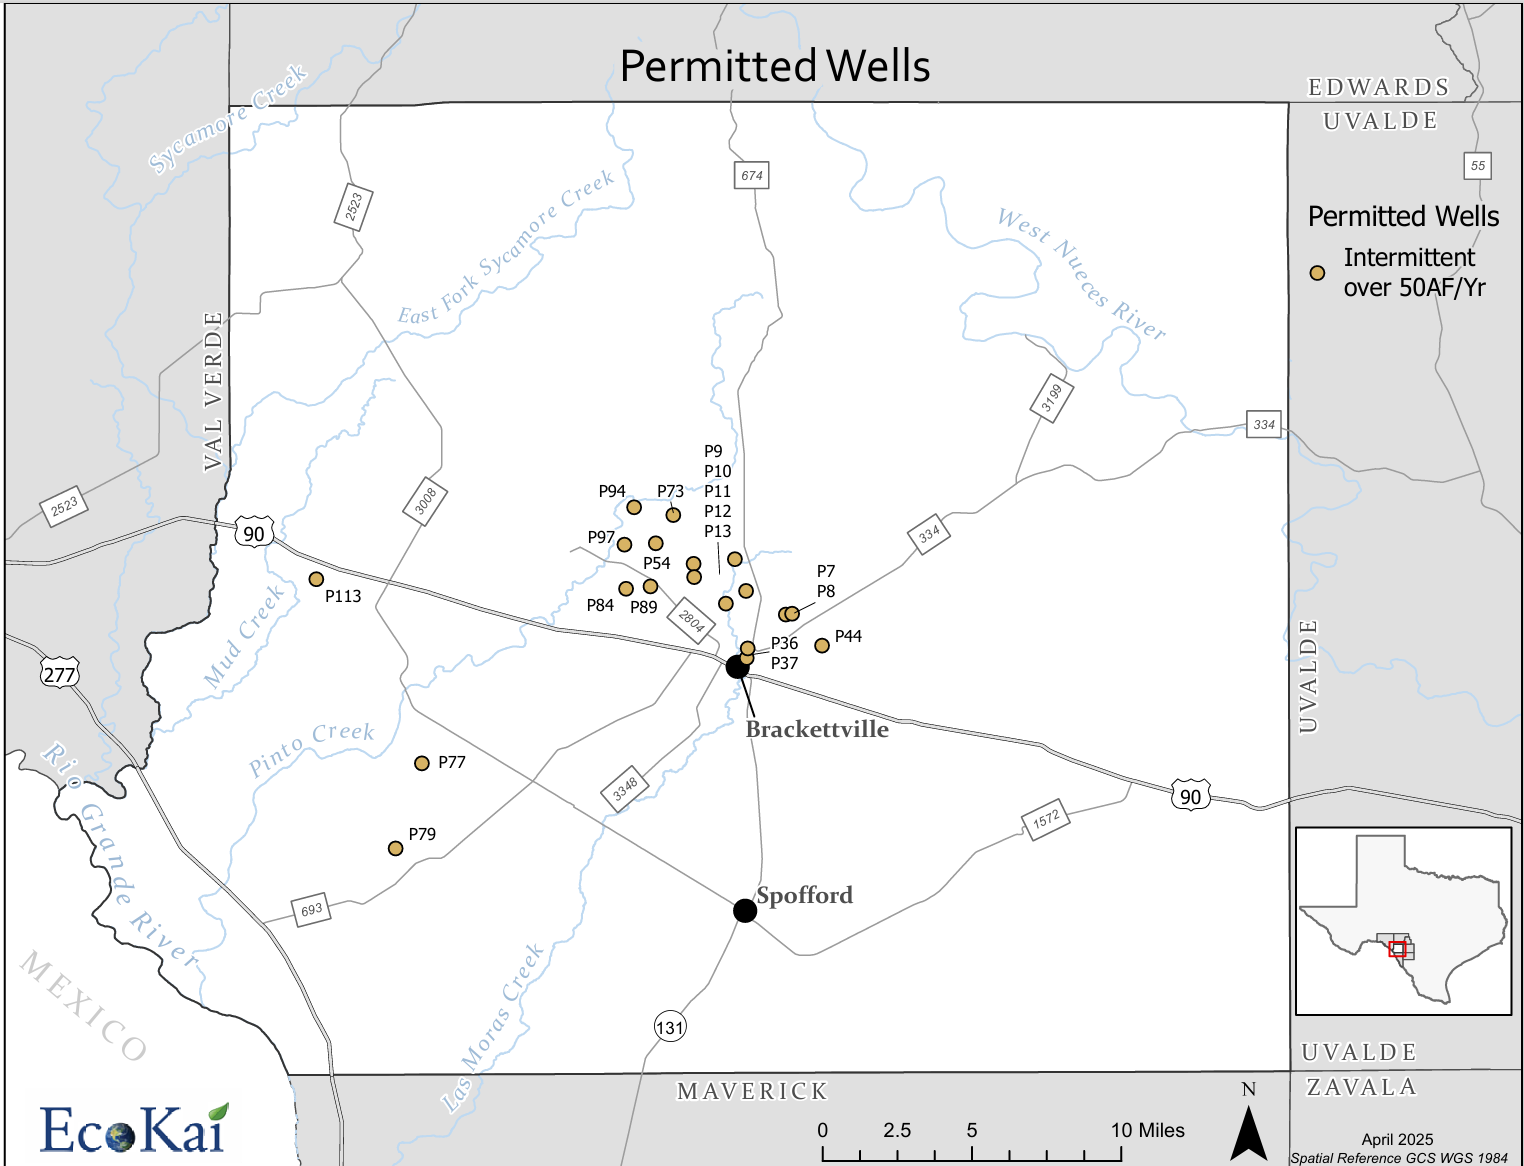 Permitted Wells
EDWARDS
UVALDE
55
Permitted Wells
Intermittent
over 50AF/Yr
Sycamore Creek
2523
674
East Fork Sycamore Creek
West Nueces River
VAL VERDE
3199
334
2523
3008
90
334
P9
P10
P11
P12
P13
P94
P73
P97
P54
P84
P89
P113
P7
P8
2804
P36
P37
P44
Mud Creek
277
UVALDE
Brackettville
Pinto Creek
P77
3348
90
1572
P79
Rio Grande River
693
Spofford
MEXICO
Las Moras Creek
131
UVALDE
ZAVALA
MAVERICK
EcoKai
N
0 2.5 5 10 Miles
April 2025
Spatial Reference GCS WGS 1984